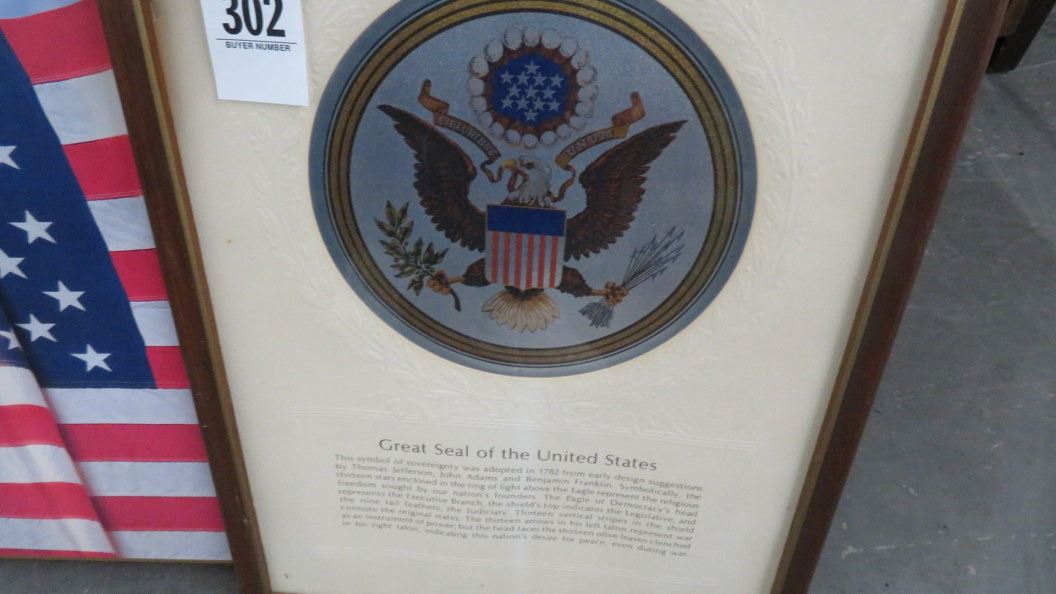 302
BUYER NUMBER
E PLURIBUS
UNUM
Great Seal of the United States
This symbol of sovereignty was adopted in 1782 from early design suggestions
by Thomas Jefferson, John Adams and Benjamin Franklin. Symbolically, the
thirteen stars enclosed in the ring of light above the Eagle represent the religious
freedom sought by our nation's founders. The Eagle of Democracy's head
represents the Executive Branch, the shield's top indicates the Legislative, and
the nine tail feathers, the Judiciary. Thirteen vertical stripes in the shield
connote the original states. The thirteen arrows in his left talon represent war
as an instrument of power; but the head faces the thirteen olive leaves clenched
in his right talon, indicating this nation's desire for peace, even during war.